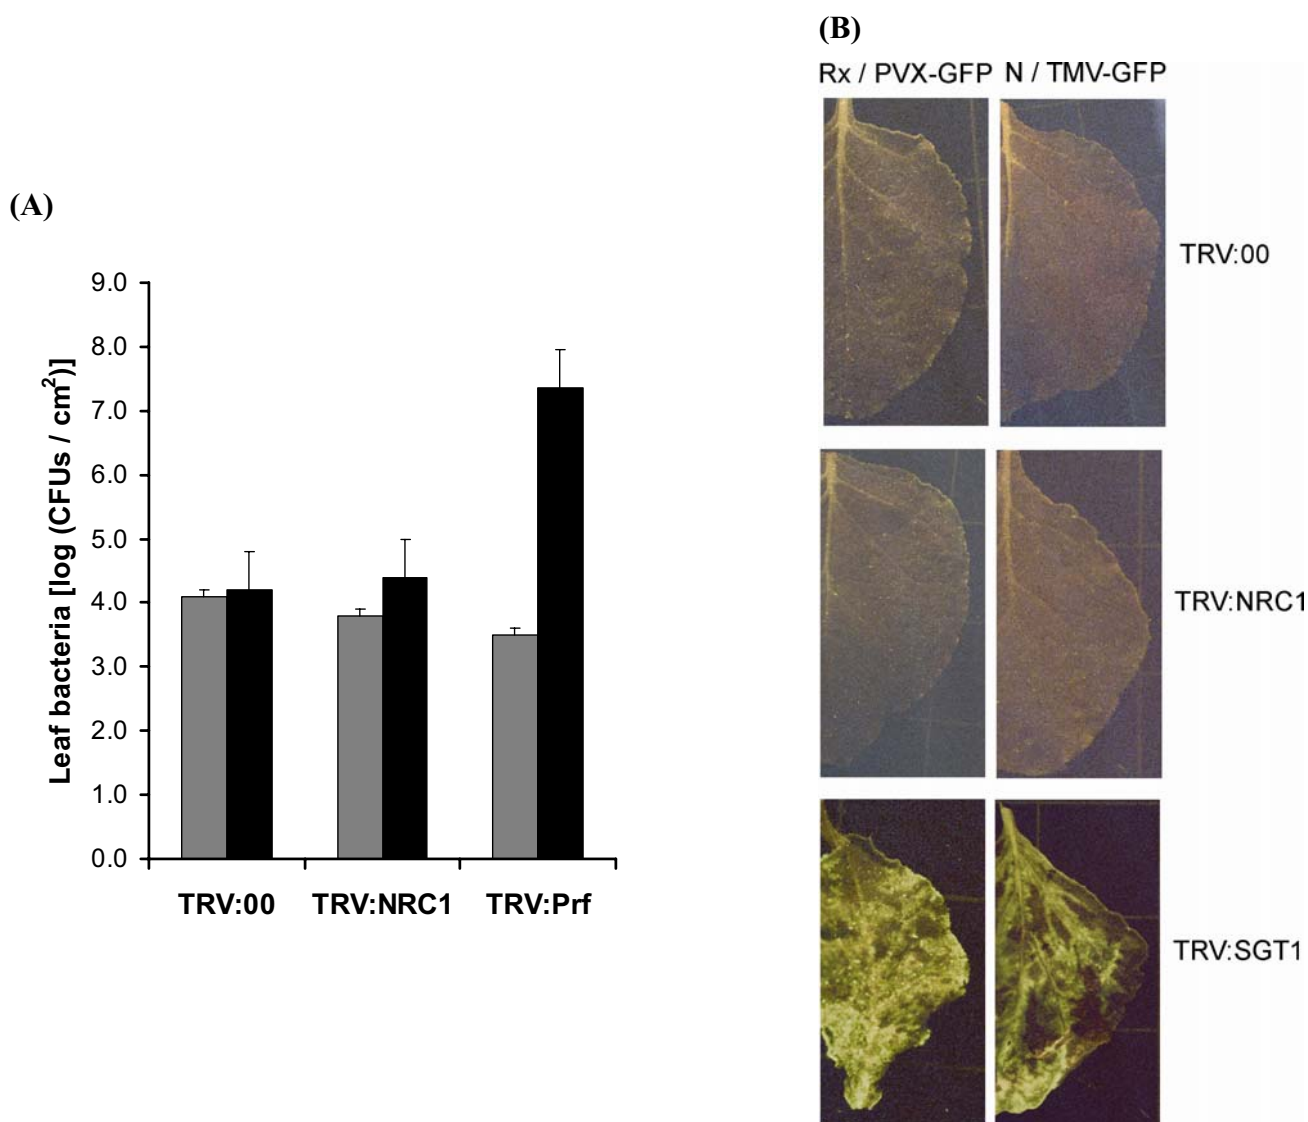 (A)
Leaf bacteria [log (CFUs / cm²)]
9.0
8.0
7.0
6.0
5.0
4.0
3.0
2.0
1.0
0.0
TRV:00 TRV:NRC1 TRV:Prf
(B)
Rx / PVX-GFP N / TMV-GFP
TRV:00
TRV:NRC1
TRV:SGT1